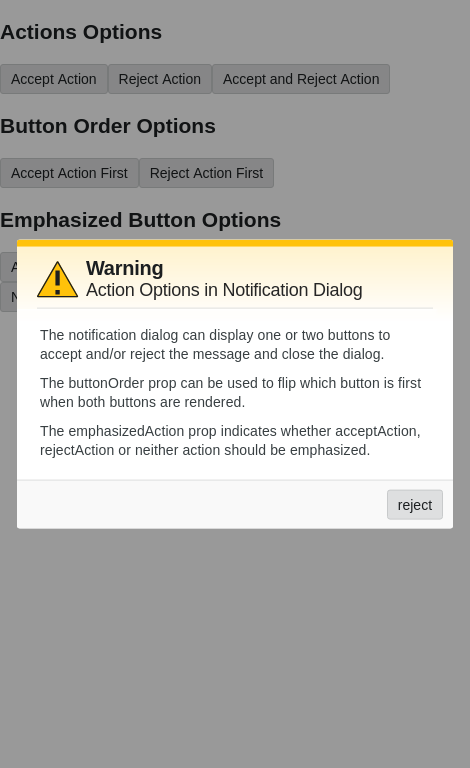 Actions Options
Accept Action Reject Action Accept and Reject Action
Button Order Options
Accept Action First Reject Action First
Emphasized Button Options
Warning
Action Options in Notification Dialog
The notification dialog can display one or two buttons to
accept and/or reject the message and close the dialog.
The buttonOrder prop can be used to flip which button is first
when both buttons are rendered.
The emphasizedAction prop indicates whether acceptAction,
rejectAction or neither action should be emphasized.
reject